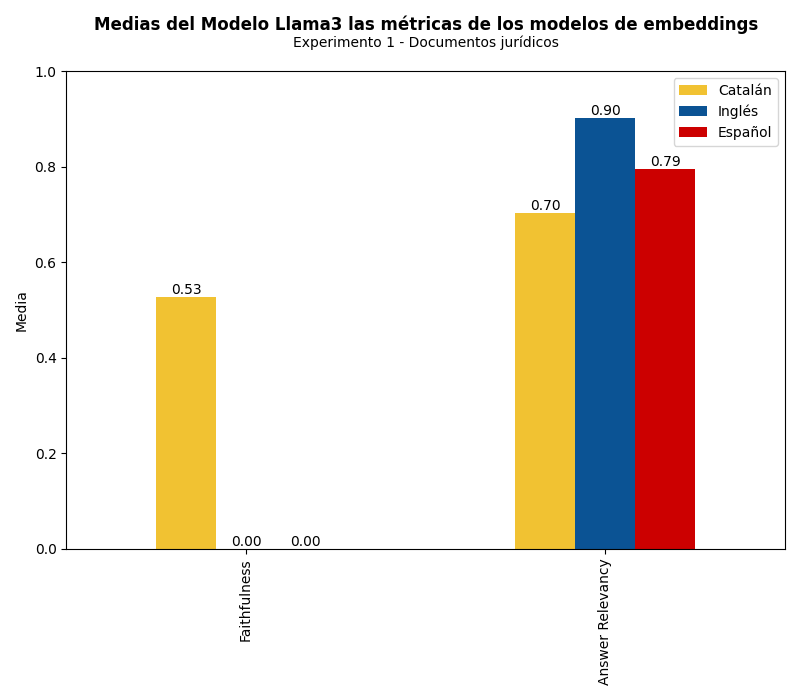 Medias del Modelo Llama3 las métricas de los modelos de embeddings
Experimento 1 - Documentos jurídicos
Catalán
Inglés
Español
Media
1.0
0.8
0.6
0.4
0.2
0.0
0.53
0.00
0.00
0.70
0.90
0.79
Faithfulness
Answer Relevancy